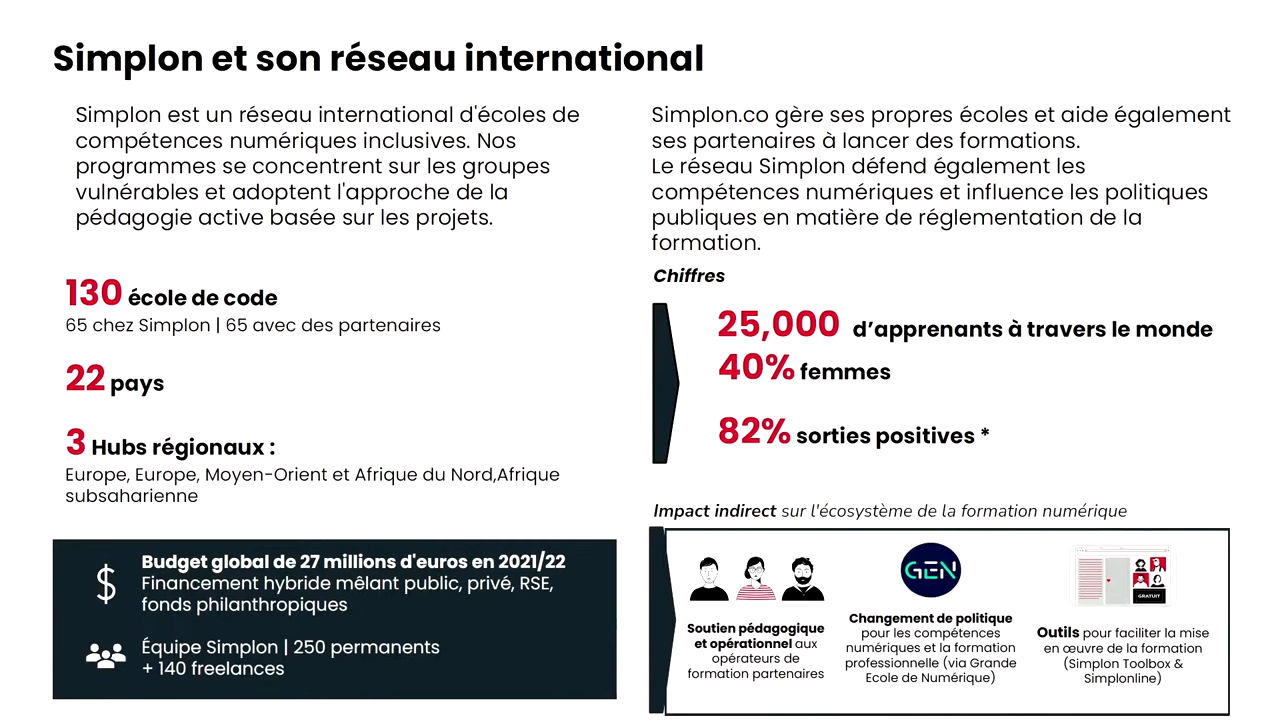 Simplon et son réseau international
Simplon est un réseau international d'écoles de
compétences numériques inclusives. Nos
programmes se concentrent sur les groupes
vulnérables et adoptent l'approche de la
pédagogie active basée sur les projets.
130 école de code
65 chez Simplon | 65 avec des partenaires
22 pays
3 Hubs régionaux :
Europe, Europe, Moyen-Orient et Afrique du Nord,Afrique
subsaharienne
$
Budget global de 27 millions d'euros en 2021/22
Financement hybride mêlant public, privé, RSE,
fonds philanthropiques
Équipe Simplon | 250 permanents
+ 140 freelances
Simplon.co gère ses propres écoles et aide également
ses partenaires à lancer des formations.
Le réseau Simplon défend également les
compétences numériques et influence les politiques
publiques en matière de réglementation de la
formation.
Chiffres
25,000 d’apprenants à travers le monde
40% femmes
82% sorties positives *
Impact indirect sur l'écosystème de la formation numérique
Soutien pédagogique
et opérationnel aux
opérateurs de
formation partenaires
GEN
Changement de politique
pour les compétences
numériques et la formation
professionnelle (via Grande
Ecole de Numérique)
GRATUIT
Outils pour faciliter la mise
en œuvre de la formation
(Simplon Toolbox &
Simplonline)